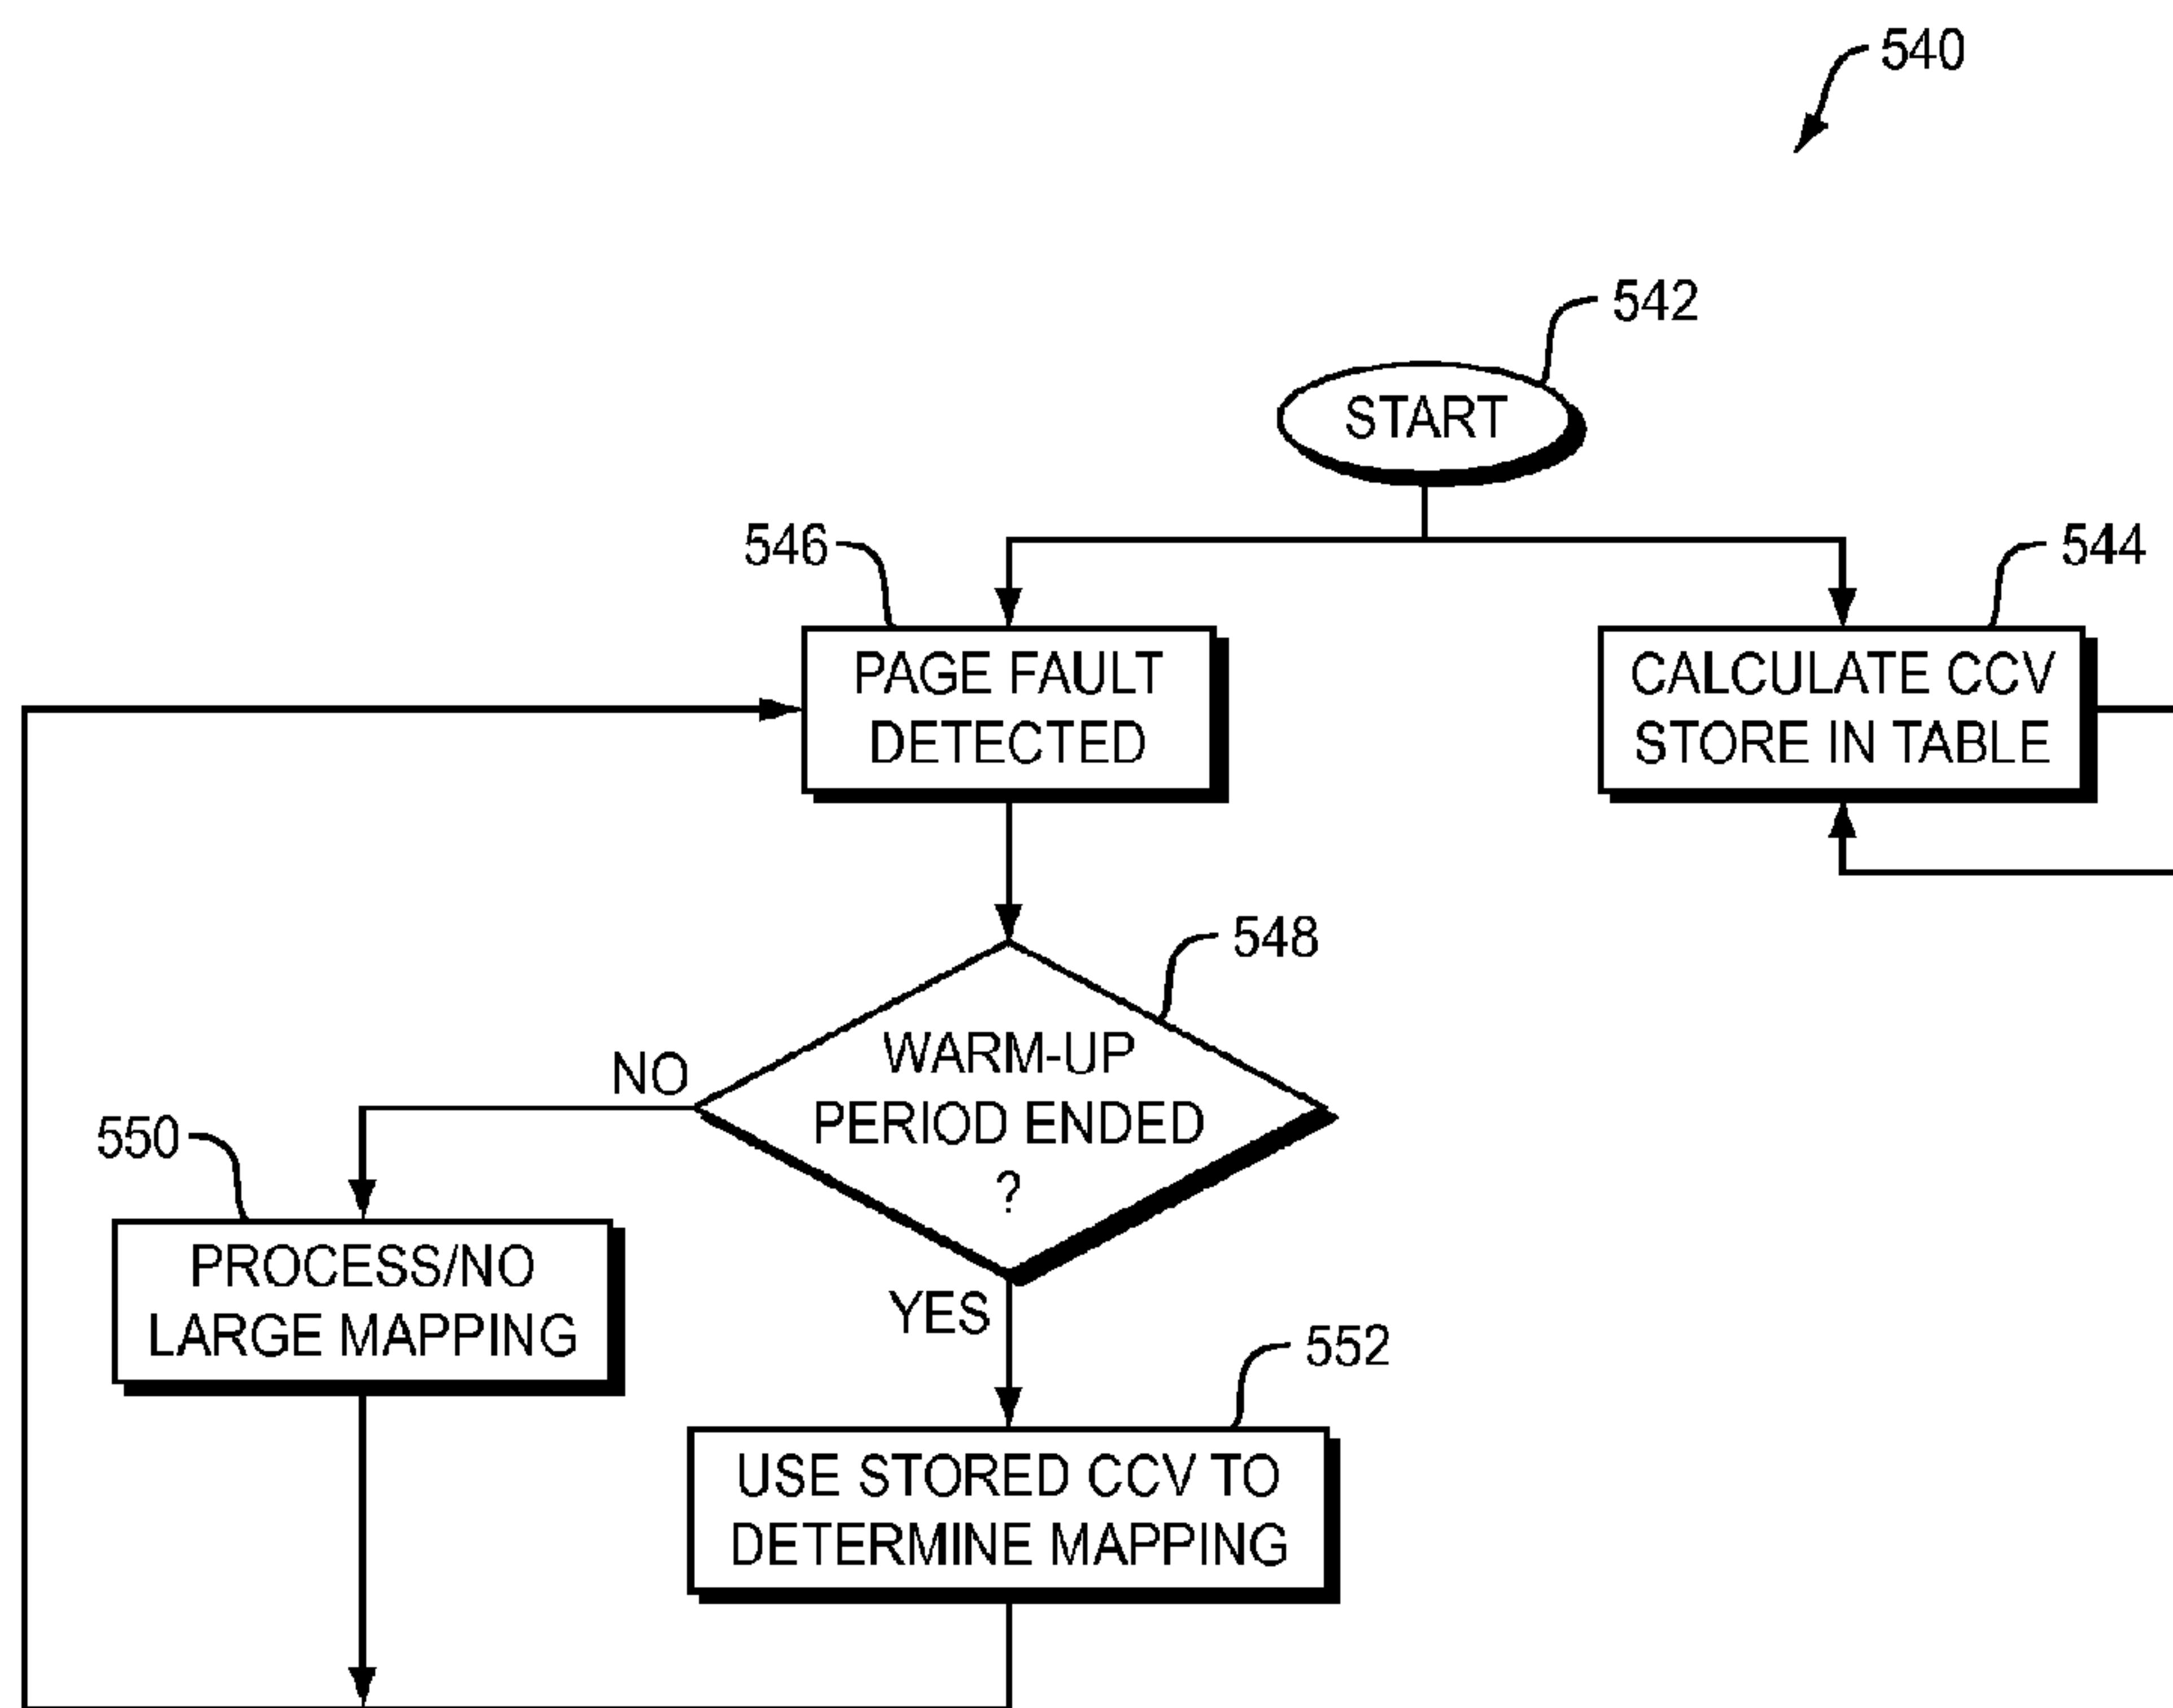 540
542
START
546
544
PAGE FAULT
DETECTED
CALCULATE CCV
STORE IN TABLE
548
WARM-UP
PERIOD ENDED
?
NO
550
PROCESS/NO
LARGE MAPPING
YES
552
USE STORED CCV TO
DETERMINE MAPPING